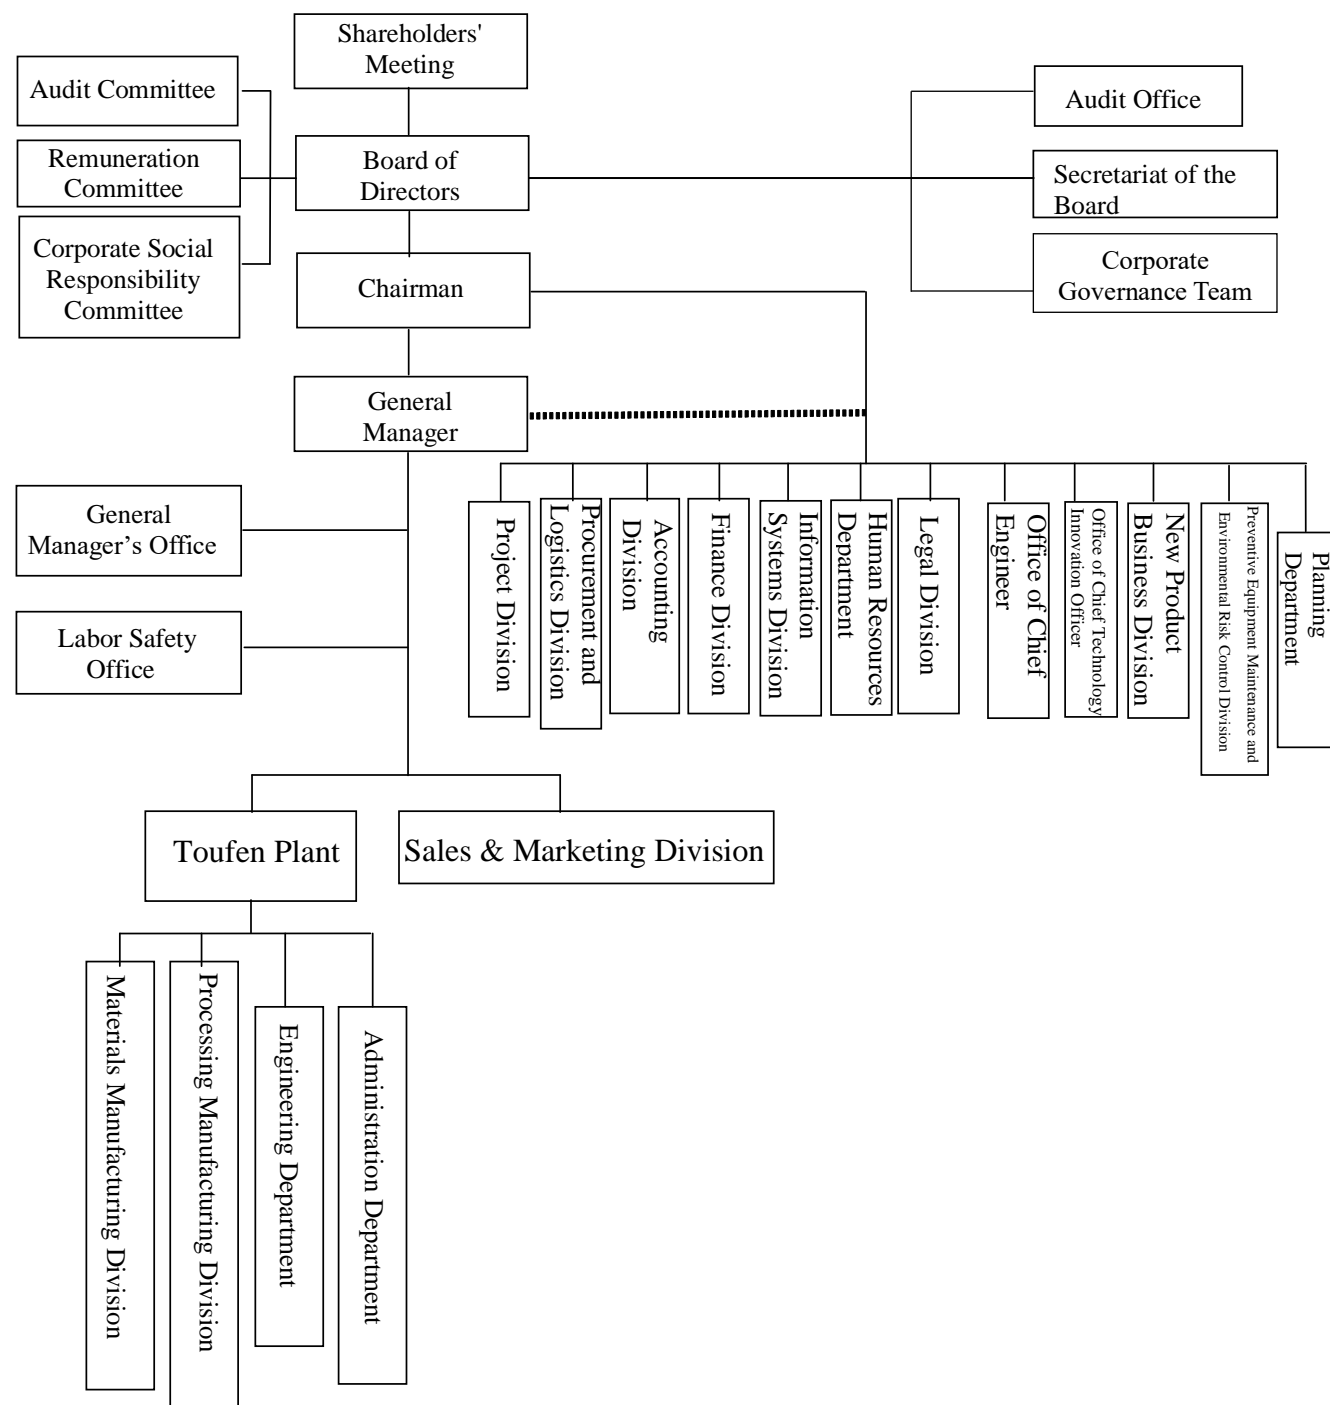 Shareholders'
Meeting
Audit Committee
Audit Office
Remuneration
Committee
Board of
Directors
Secretariat of the
Board
Corporate Social
Responsibility
Committee
Chairman
Corporate
Governance Team
General
Manager
General
Manager’s Office
Labor Safety
Office
Project Division
Procurement and
Logistics Division
Accounting
Division
Finance Division
Information
Systems Division
Human Resources
Department
Legal Division
Office of Chief
Engineer
Office of Chief Technology
Innovation Officer
New Product
Business Division
Preventive Equipment Maintenance and
Environmental Risk Control Division
Planning
Department
Toufen Plant
Sales & Marketing Division
Materials Manufacturing Division
Processing Manufacturing Division
Engineering Department
Administration Department